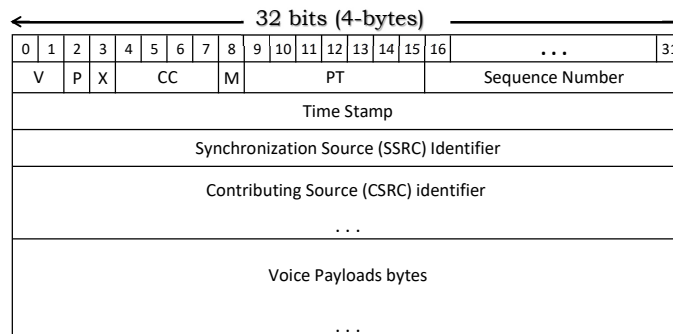 32 bits (4-bytes)
0 1 2 3 4 5 6 7 8 9 10 11 12 13 14 15 16 ... 31
V P X CC M PT Sequence Number
Time Stamp
Synchronization Source (SSRC) Identifier
Contributing Source (CSRC) identifier
. . .
Voice Payloads bytes
. . .